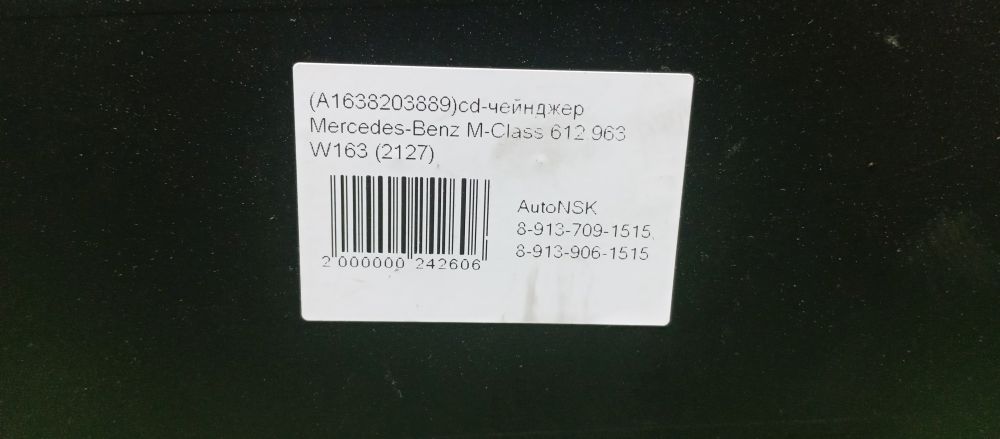 (A1638203889)cd-чейнджер
Mercedes-Benz M-Class 612 963
W163 (2127)
AutoNSK
8-913-709-1515,
8-913-906-1515
2 000000 242606